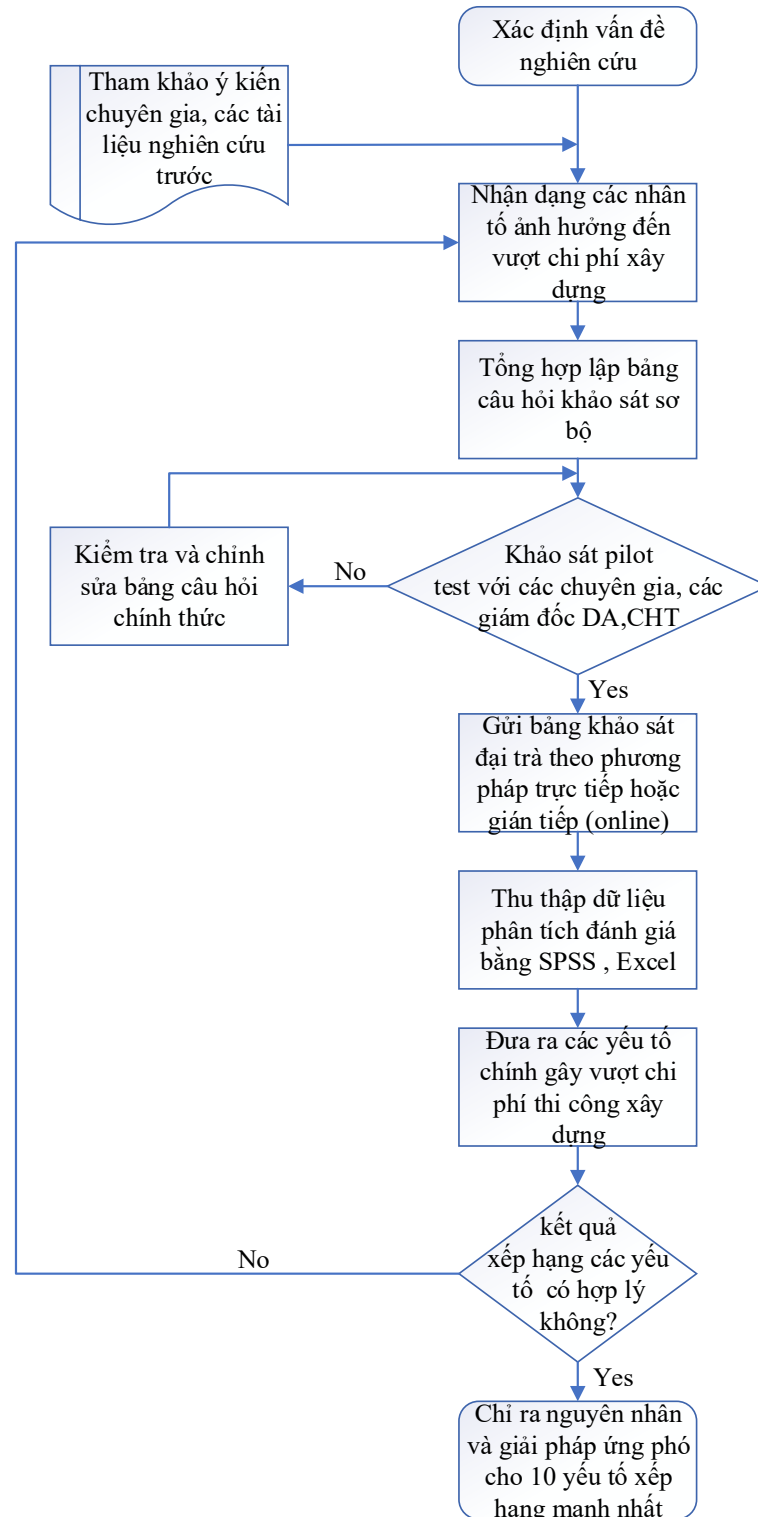 Xác định vấn đề
nghiên cứu
Tham khảo ý kiến
chuyên gia, các tài
liệu nghiên cứu
trước
Nhận dạng các nhân
tố ảnh hưởng đến
vượt chi phí xây
dựng
Tổng hợp lập bảng
câu hỏi khảo sát sơ
bộ
Khảo sát pilot
test với các chuyên gia, các
giám đốc DA,CHT
No
Kiểm tra và chỉnh
sửa bảng câu hỏi
chính thức
Yes
Gửi bảng khảo sát
đại trà theo phương
pháp trực tiếp hoặc
gián tiếp (online)
Thu thập dữ liệu
phân tích đánh giá
bằng SPSS , Excel
Đưa ra các yếu tố
chính gây vượt chi
phí thi công xây
dựng
kết quả
xếp hạng các yếu
tố  có hợp lý
không?
No
Yes
Chỉ ra nguyên nhân
và giải pháp ứng phó
cho 10 yếu tố xếp
hạng mạnh nhất